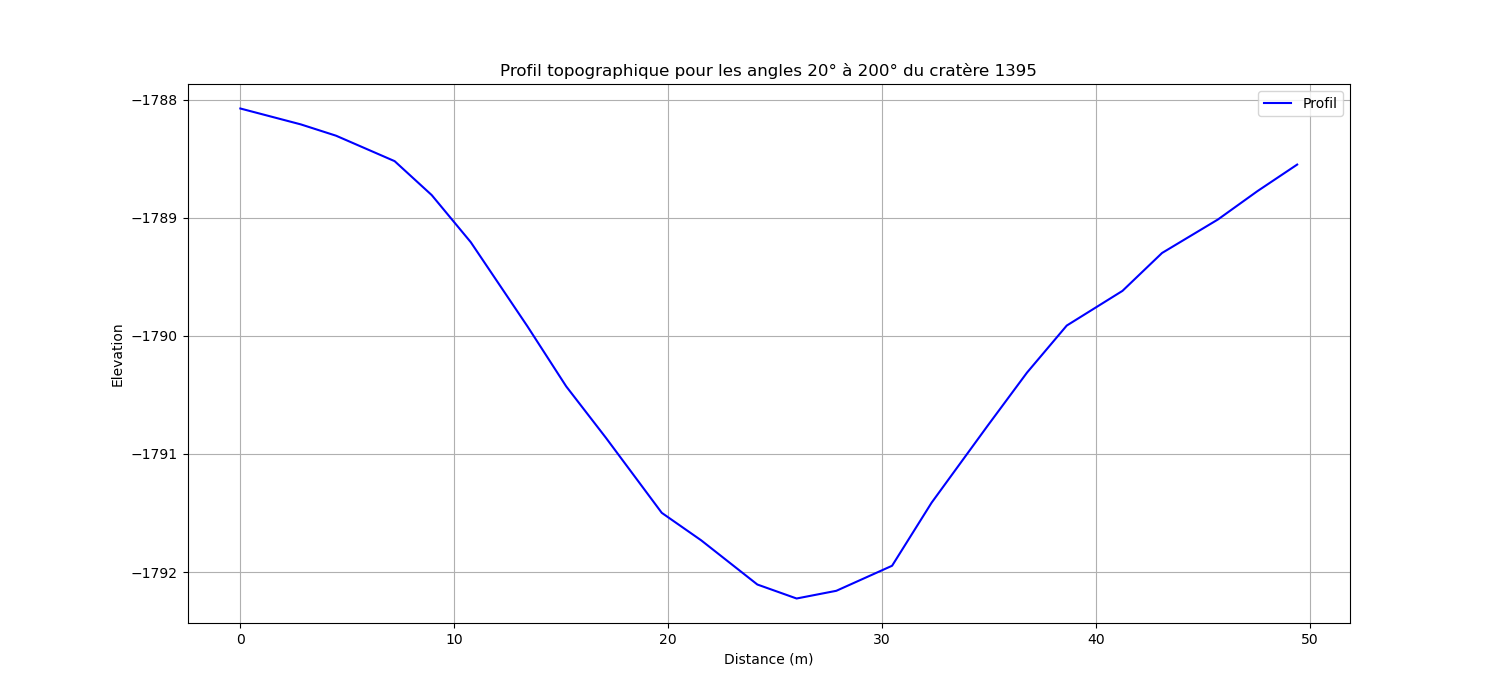 Profil topographique pour les angles 20° à 200° du cratère 1395
Profil
−1788
−1789
−1790
−1791
−1792
Elevation
0 10 20 30 40 50
Distance (m)